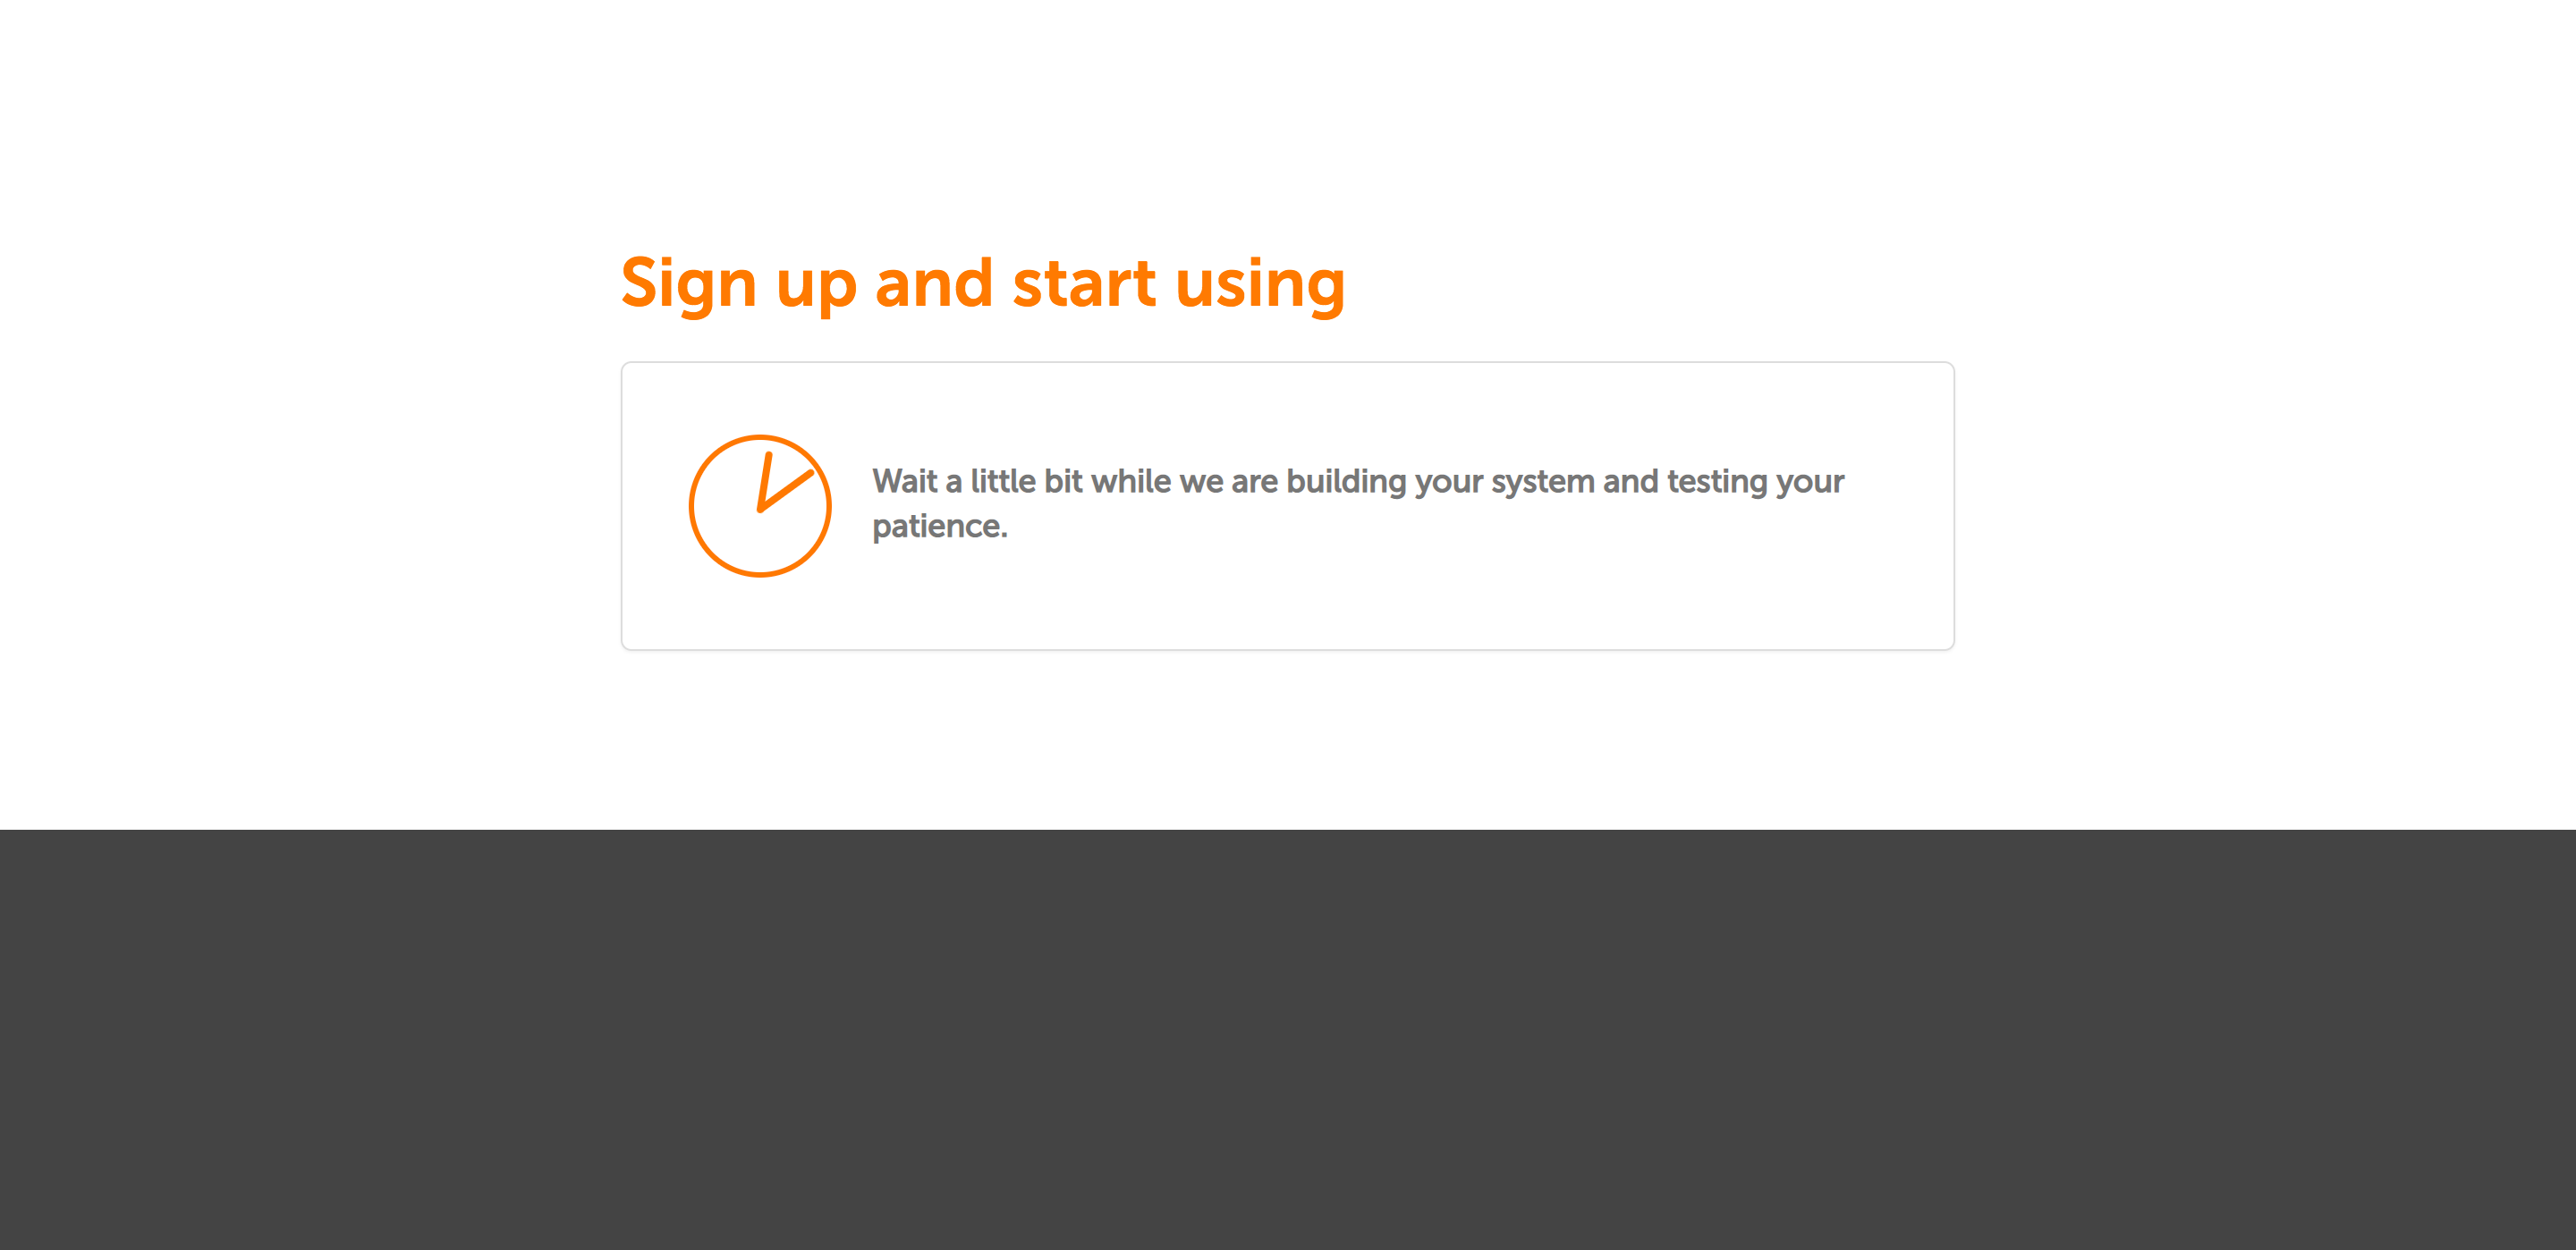 Sign up and start using
Wait a little bit while we are building your system and testing your
patience.